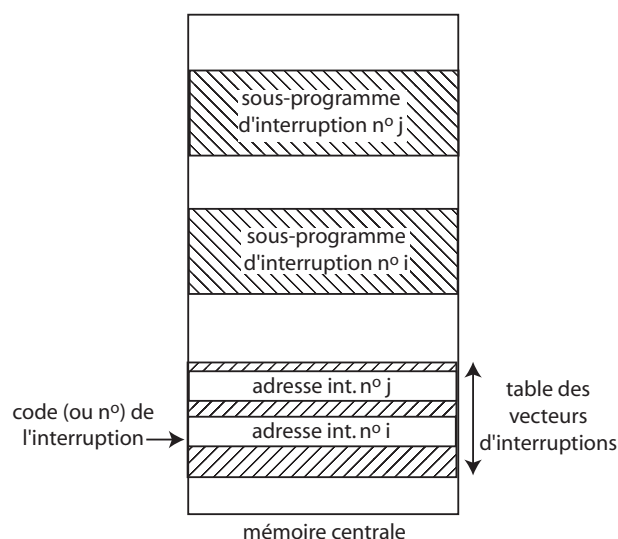 sous-programme
d'interruption nº j
sous-programme
d'interruption nº i
adresse int. nº j
adresse int. nº i
code (ou nº) de
l'interruption
table des
vecteurs
d'interruptions
mémoire centrale